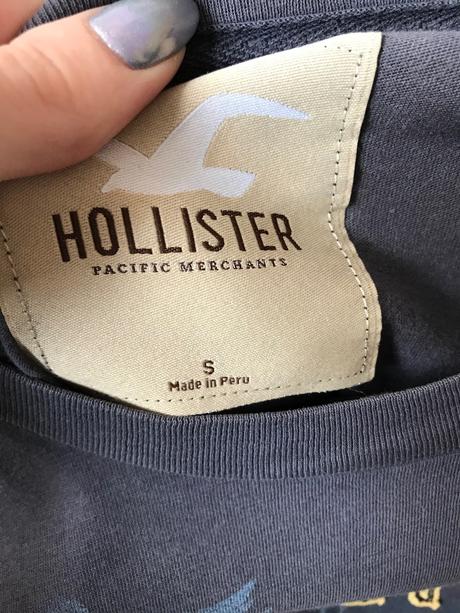 HOLLISTER
PACIFIC MERCHANTS
S
Made in Peru